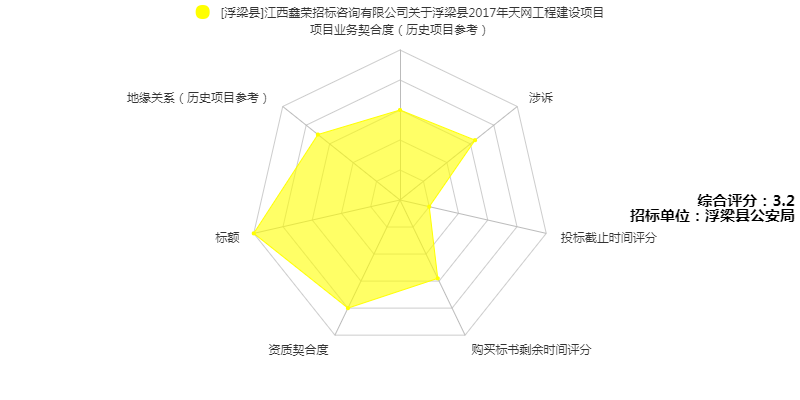 [浮梁县]江西鑫荣招标咨询有限公司关于浮梁县2017年天网工程建设项目
项目业务契合度（历史项目参考）
地缘关系（历史项目参考）
涉诉
综合评分：3.2
招标单位：浮梁县公安局
标额
投标截止时间评分
资质契合度
购买标书剩余时间评分